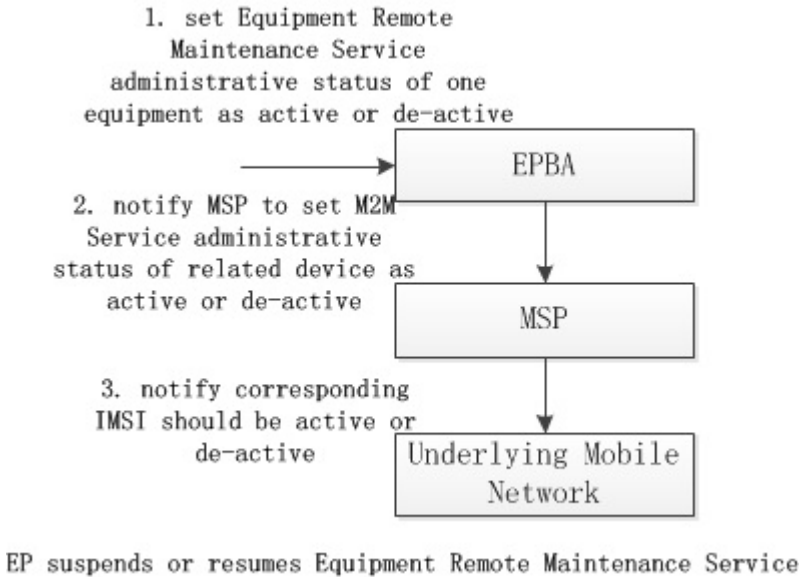 1. set Equipment Remote
Maintenance Service
administrative status of one
equipment as active or de-active
EPBA
2. notify MSP to set M2M
Service administrative
status of related device as
active or de-active
MSP
3. notify corresponding
IMSI should be active or
de-active
Underlying Mobile
Network
EP suspends or resumes Equipment Remote Maintenance Service